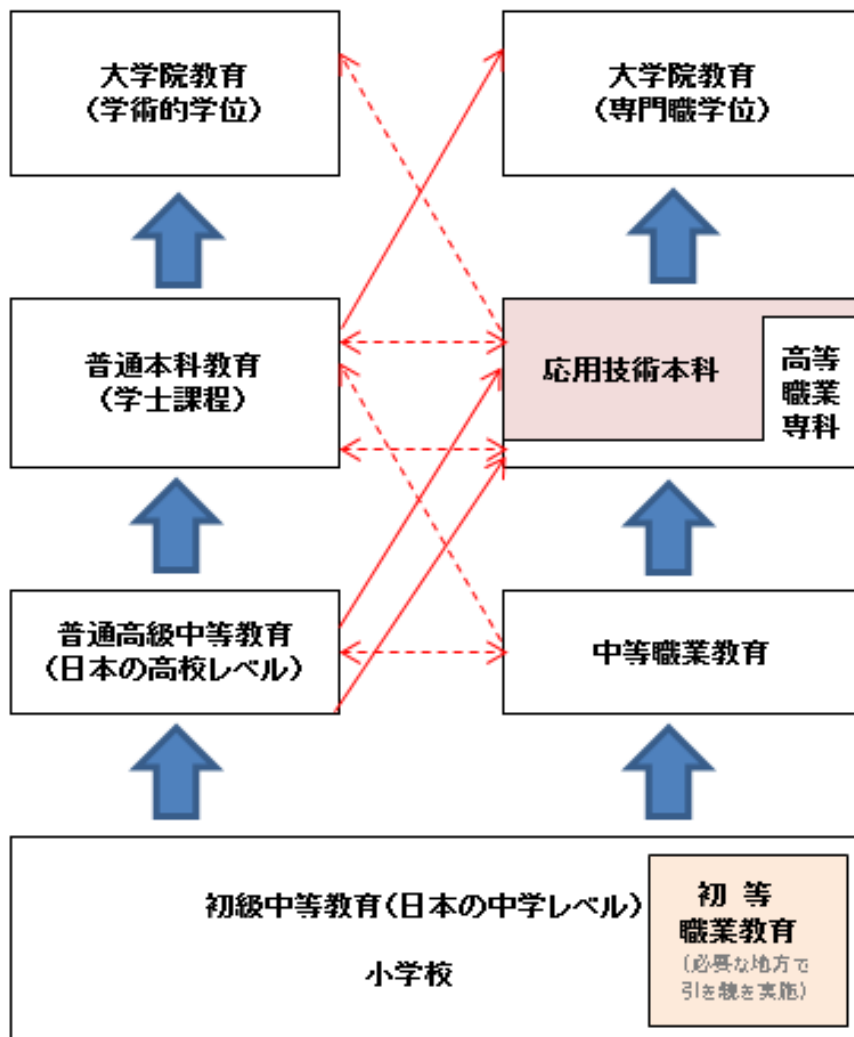 大学院教育
（学術的学位）
大学院教育
（専門職学位）
普通本科教育
（学士課程）
応用技術本科
高等
職業
専科
普通高級中等教育
（日本の高校レベル）
中等職業教育
初級中等教育（日本の中学レベル）
小学校
初 等
職業教育
（必要な地方で
引き続き実施）